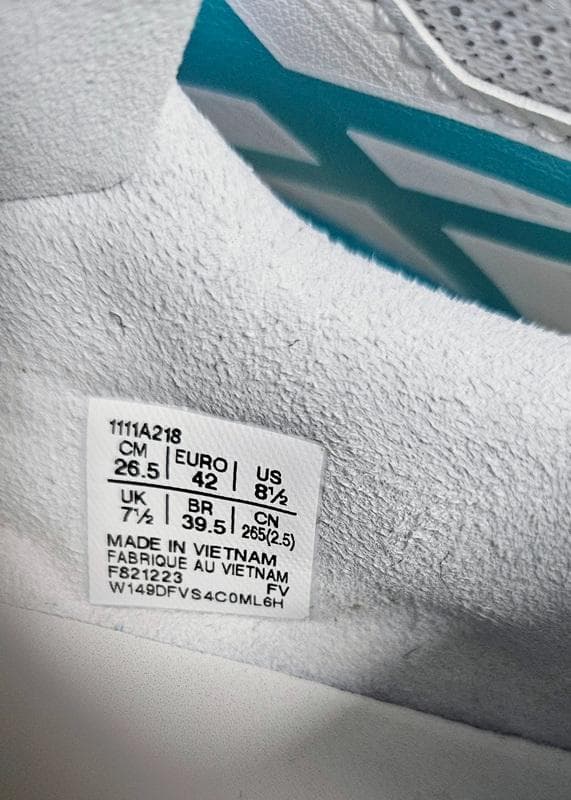 1111A218
CM | EURO | US
26.5 | 42 | 8½
UK | BR | CN
7½ | 39.5 | 265(2.5)
MADE IN VIETNAM
FABRIQUE AU VIETNAM
F821223 FV
W149DFVS4C0ML6H